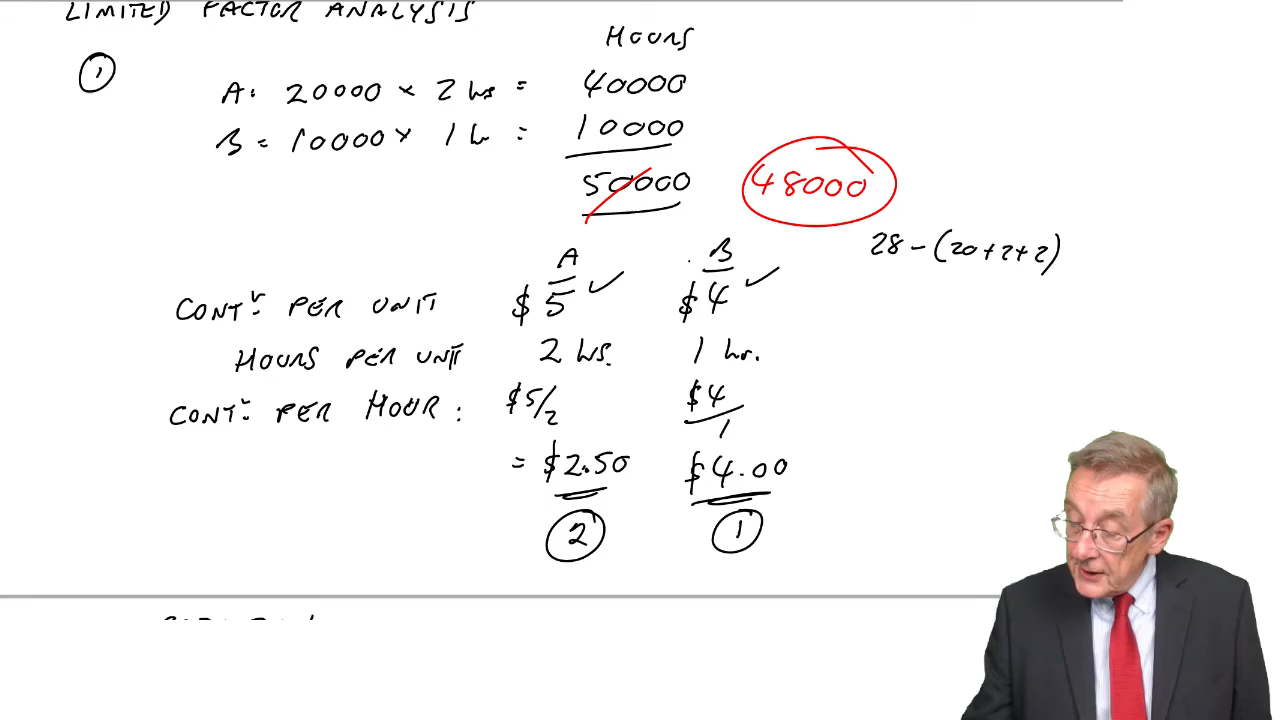 LIMITED FACTOR ANALYSIS
HOURS
① A: 20000 × 2 hrs = 40000
B = 10000 × 1 hr = 10000
50000 48000
28 - (20+2+2)
A B
CONTN PER UNIT $5 ✓ $4 ✓
HOURS PER UNIT 2 hrs. 1 hr.
CONTN PER HOUR: $5/2 $4/1
= $2.50 $4.00
② ①